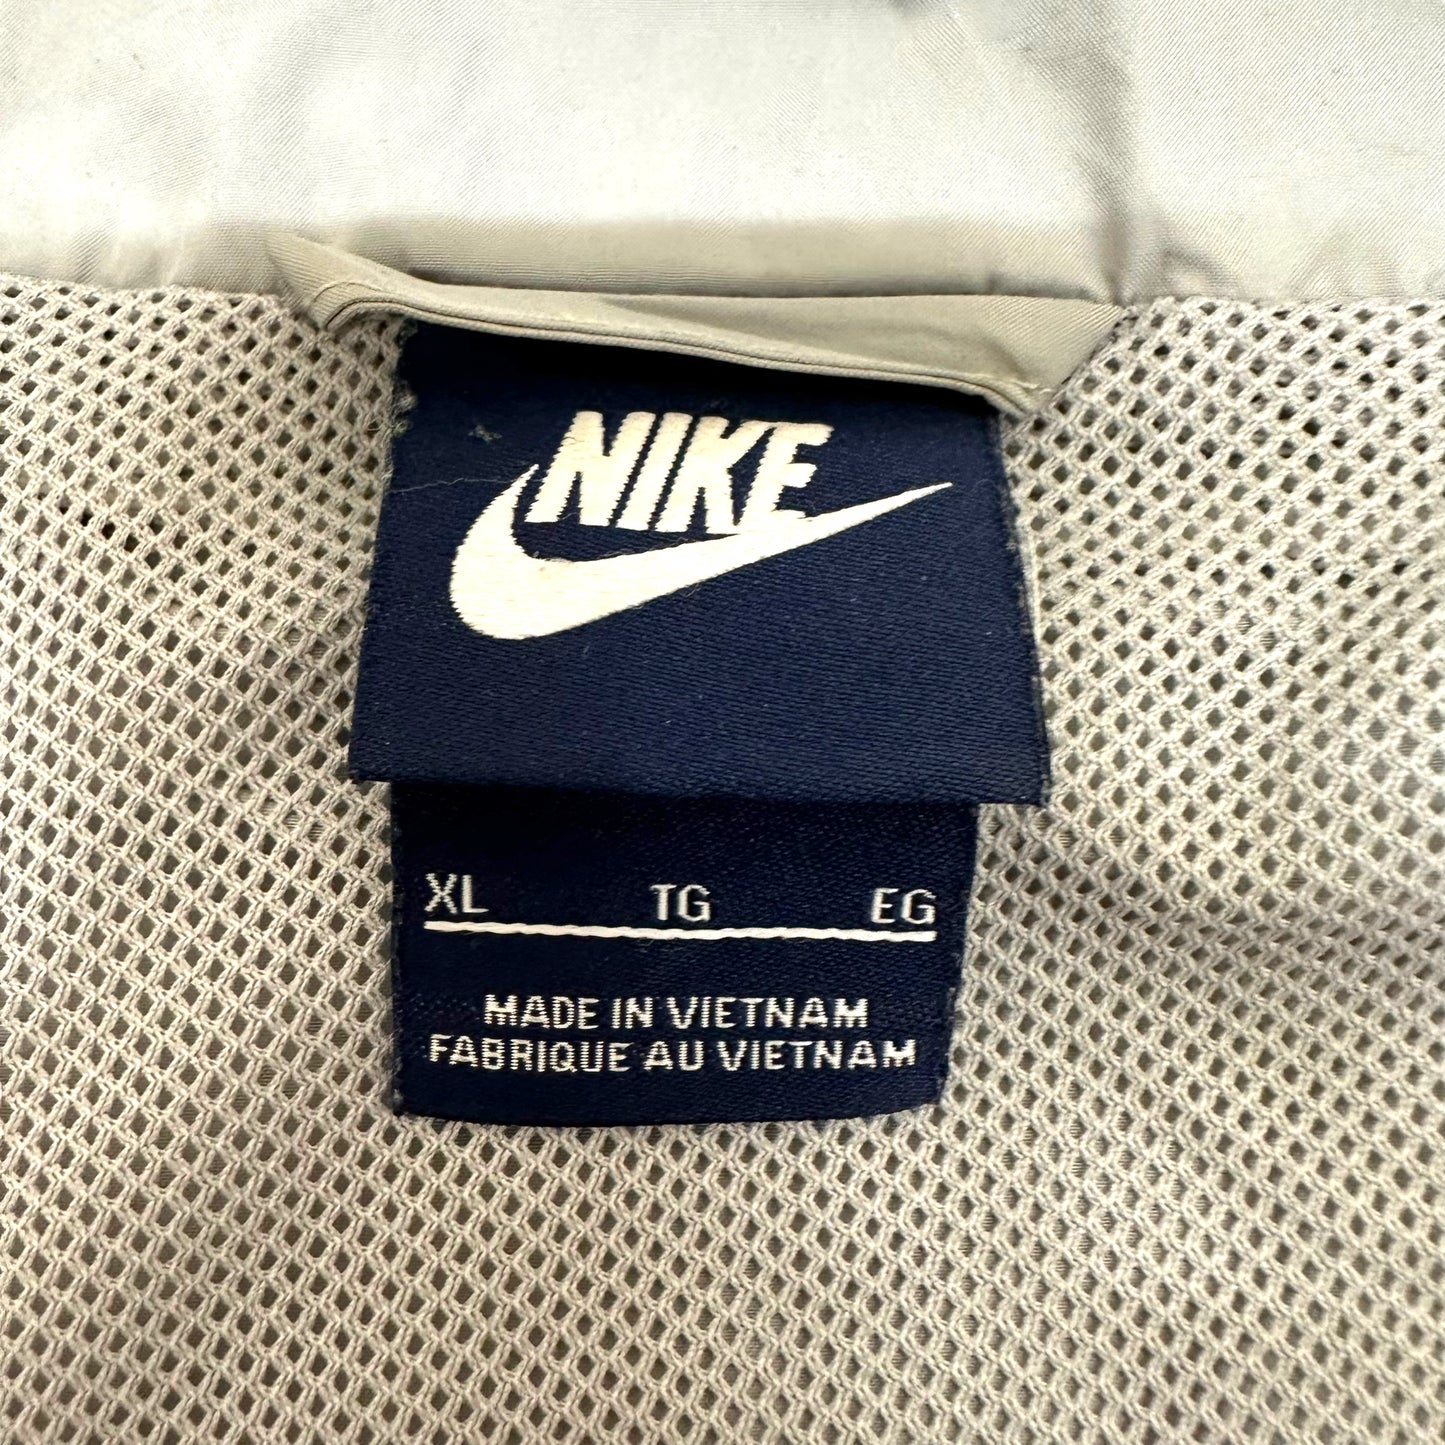 NIKE
XL TG EG
MADE IN VIETNAM
FABRIQUE AU VIETNAM